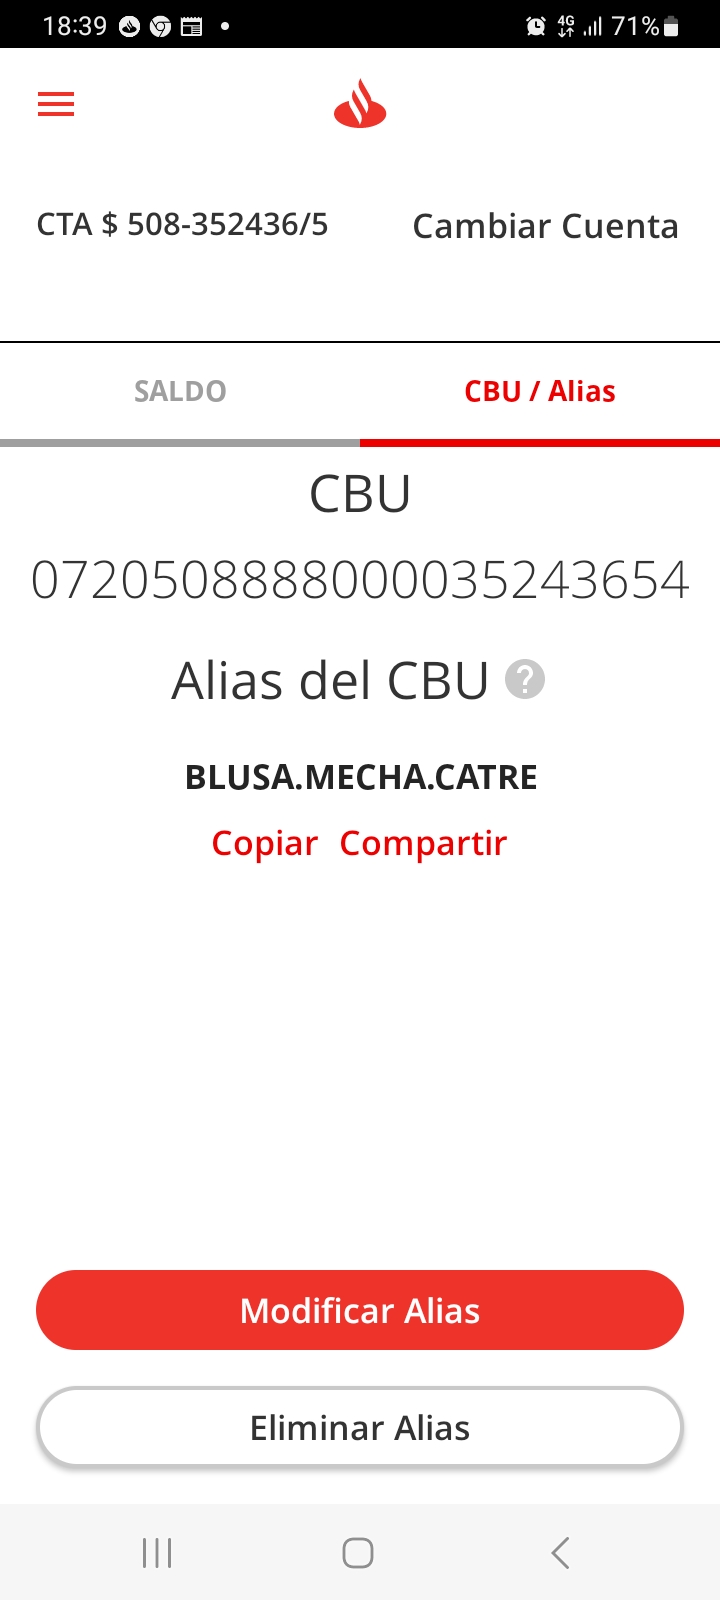 18:39 4G 71%
CTA $ 508-352436/5 Cambiar Cuenta
SALDO CBU / Alias
CBU
0720508888000035243654
Alias del CBU ?
BLUSA.MECHA.CATRE
Copiar Compartir
Modificar Alias
Eliminar Alias